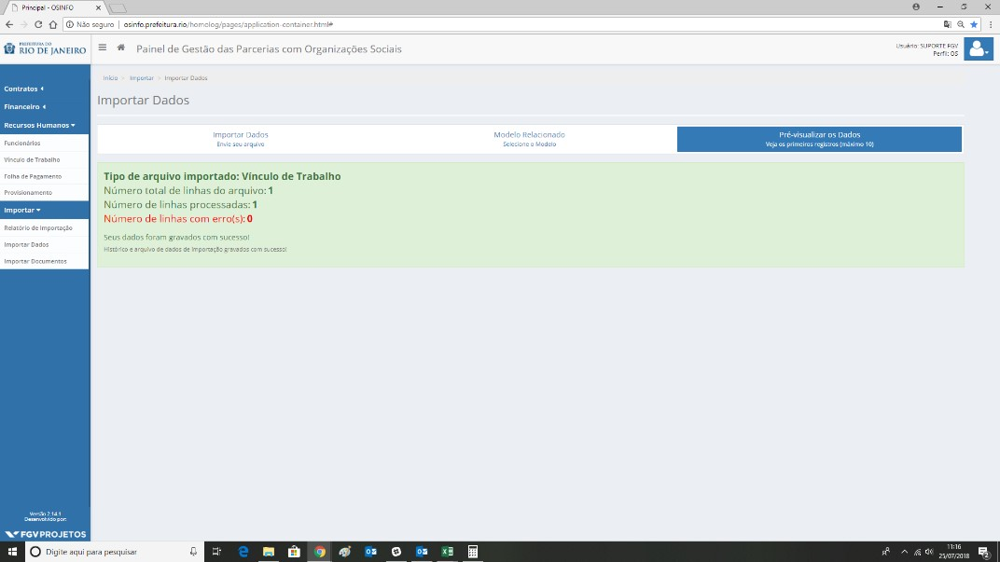 Principal - OSINFO
Não seguro | osinfo.prefeitura.rio/homolog/pages/application-container.html#
PREFEITURA DO
RIO DE JANEIRO
Painel de Gestão das Parcerias com Organizações Sociais
Usuário: SUPORTE FGV
Perfil: OS
Contratos
Financeiro
Recursos Humanos
Funcionários
Vínculo de Trabalho
Folha de Pagamento
Provisionamento
Importar
Relatório de Importação
Importar Dados
Importar Documentos
Início > Importar > Importar Dados
Importar Dados
Importar Dados
Envie seu arquivo
Modelo Relacionado
Selecione o Modelo
Pré-visualizar os Dados
Veja os primeiros registros (máximo 10)
Tipo de arquivo importado: Vínculo de Trabalho
Número total de linhas do arquivo: 1
Número de linhas processadas: 1
Número de linhas com erro(s): 0
Seus dados foram gravados com sucesso!
Histórico e arquivo de dados de importação gravados com sucesso!
Versão 7.14.1
Desenvolvido por:
FGV PROJETOS
Digite aqui para pesquisar
11:16
25/07/2018
2